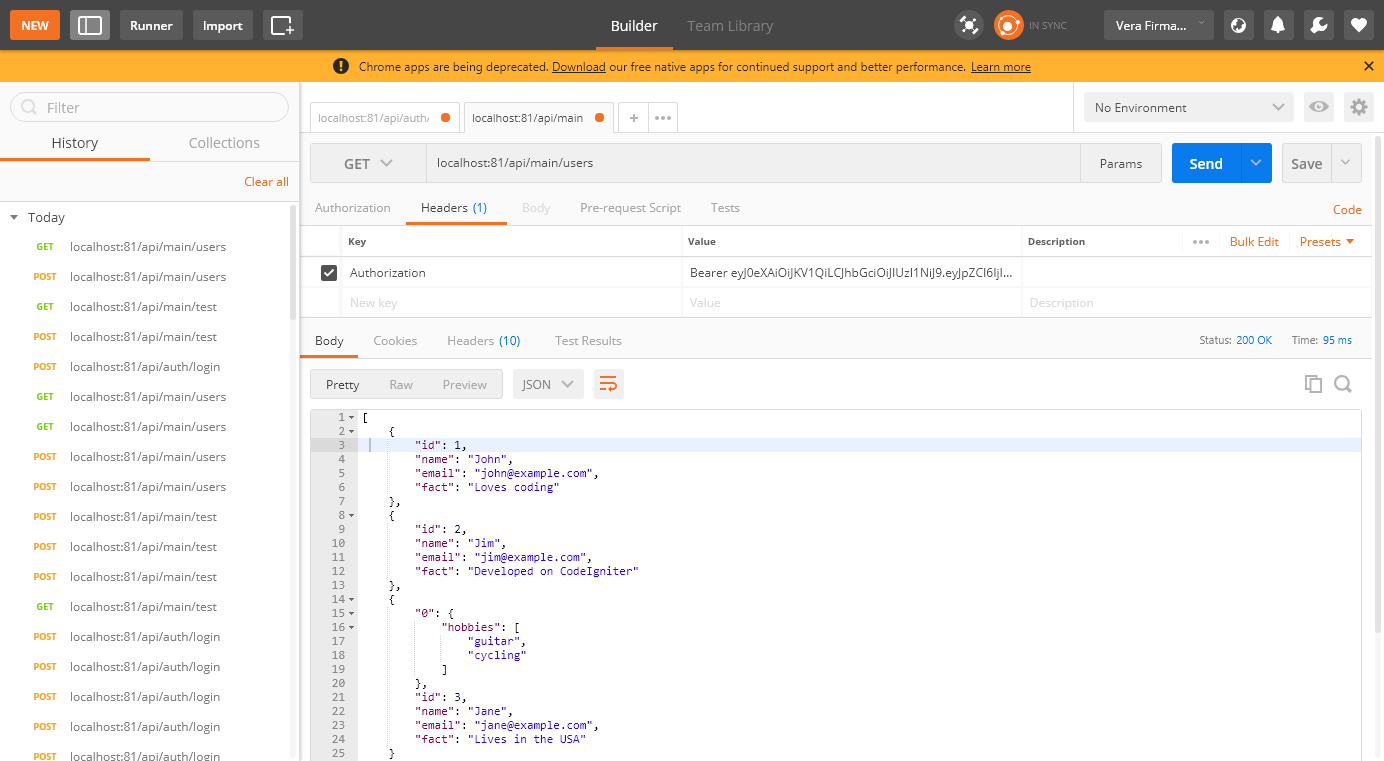 NEW Runner Import Builder Team Library IN SYNC Vera Firma...
Chrome apps are being deprecated. Download our free native apps for continued support and better performance. Learn more
Filter
History Collections
Clear all
Today
GET localhost:81/api/main/users
POST localhost:81/api/main/users
GET localhost:81/api/main/test
POST localhost:81/api/main/test
POST localhost:81/api/auth/login
GET localhost:81/api/main/users
GET localhost:81/api/main/users
POST localhost:81/api/main/users
POST localhost:81/api/main/users
POST localhost:81/api/main/test
POST localhost:81/api/main/test
POST localhost:81/api/main/test
GET localhost:81/api/main/test
POST localhost:81/api/auth/login
POST localhost:81/api/auth/login
POST localhost:81/api/auth/login
POST localhost:81/api/auth/login
POST localhost:81/api/auth/login
localhost:81/api/auth/ localhost:81/api/main + ••• No Environment
GET localhost:81/api/main/users Params Send Save
Authorization Headers (1) Body Pre-request Script Tests Code
Key Value Description ••• Bulk Edit Presets
Authorization Bearer eyJ0eXAiOiJKV1QiLCJhbGciOiJIUzI1NiJ9.eyJpZCI6IjI...
New key Value Description
Body Cookies Headers (10) Test Results Status: 200 OK Time: 95 ms
Pretty Raw Preview JSON
1 [
2 {
3 "id": 1,
4 "name": "John",
5 "email": "john@example.com",
6 "fact": "Loves coding"
7 },
8 {
9 "id": 2,
10 "name": "Jim",
11 "email": "jim@example.com",
12 "fact": "Developed on CodeIgniter"
13 },
14 {
15 "0": {
16 "hobbies": [
17 "guitar",
18 "cycling"
19 ]
20 },
21 "id": 3,
22 "name": "Jane",
23 "email": "jane@example.com",
24 "fact": "Lives in the USA"
25 }